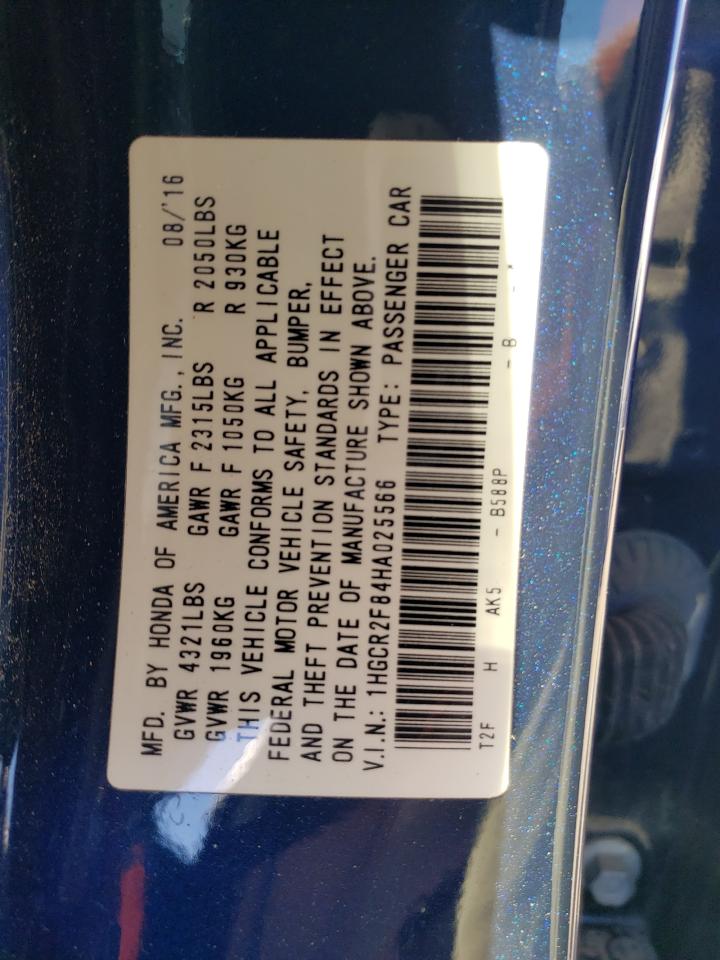 MFD. BY HONDA OF AMERICA MFG., INC. 08/'16
GVWR 4321LBS GAWR F 2315LBS R 2050LBS
GVWR 1960KG GAWR F 1050KG R 930KG
THIS VEHICLE CONFORMS TO ALL APPLICABLE
FEDERAL MOTOR VEHICLE SAFETY, BUMPER,
AND THEFT PREVENTION STANDARDS IN EFFECT
ON THE DATE OF MANUFACTURE SHOWN ABOVE.
V.I.N.: 1HGCR2F84HA025566 TYPE: PASSENGER CAR
T2F H AK5 - B588P - B -